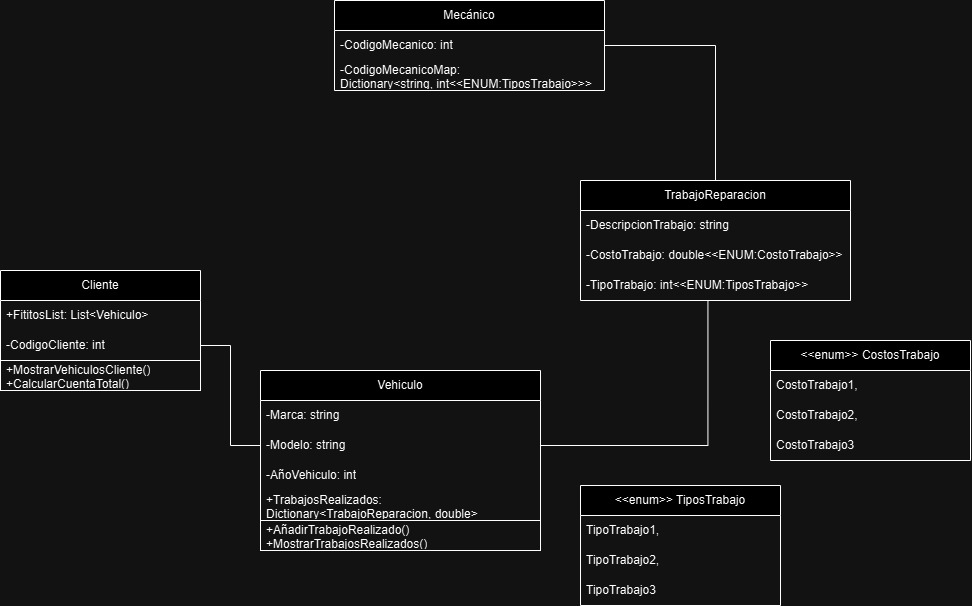 Mecánico
-CodigoMecanico: int
-CodigoMecanicoMap:
Dictionary<string, int<<ENUM:TiposTrabajo>>>
TrabajoReparacion
-DescripcionTrabajo: string
-CostoTrabajo: double<<ENUM:CostoTrabajo>>
-TipoTrabajo: int<<ENUM:TiposTrabajo>>
Cliente
+FititosList: List<Vehiculo>
-CodigoCliente: int
+MostrarVehiculosCliente()
+CalcularCuentaTotal()
Vehiculo
-Marca: string
-Modelo: string
-AñoVehiculo: int
+TrabajosRealizados:
Dictionary<TrabajoReparacion, double>
+AñadirTrabajoRealizado()
+MostrarTrabajosRealizados()
<<enum>> CostosTrabajo
CostoTrabajo1,
CostoTrabajo2,
CostoTrabajo3
<<enum>> TiposTrabajo
TipoTrabajo1,
TipoTrabajo2,
TipoTrabajo3